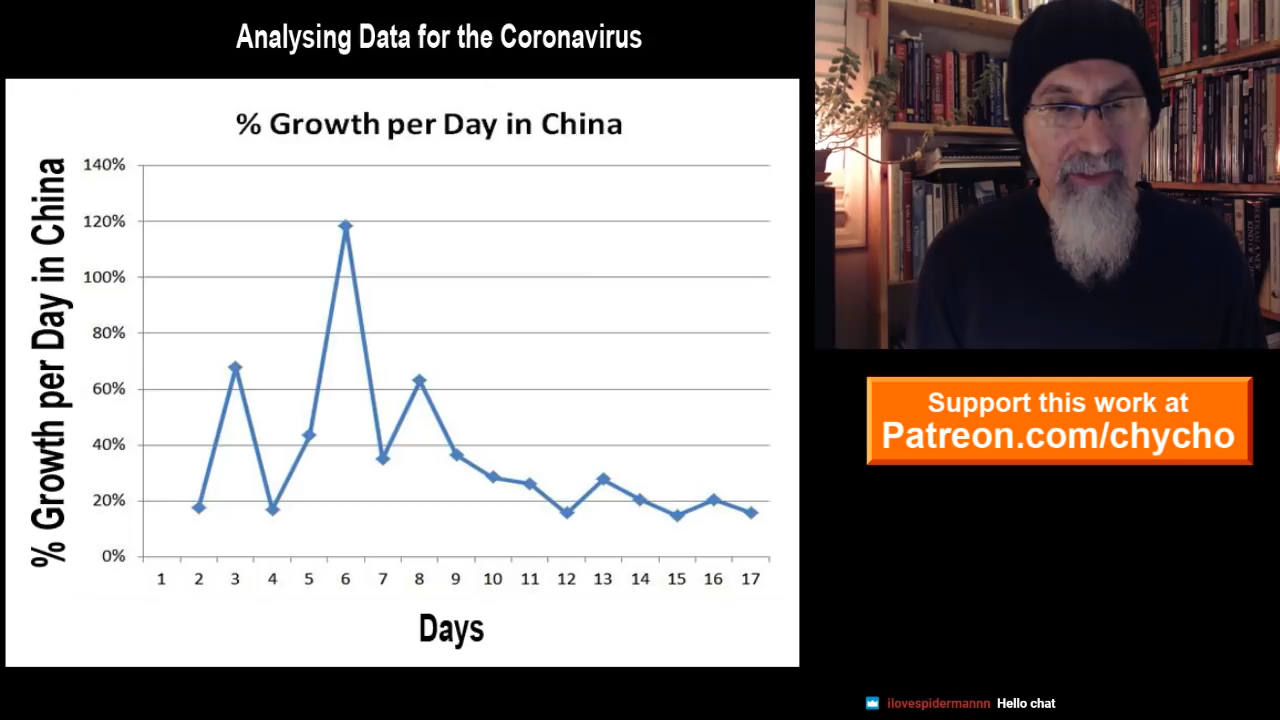 Analysing Data for the Coronavirus
% Growth per Day in China
% Growth per Day in China
140%
120%
100%
80%
60%
40%
20%
0%
1 2 3 4 5 6 7 8 9 10 11 12 13 14 15 16 17
Days
Support this work at
Patreon.com/chycho
ilovespidermannn Hello chat